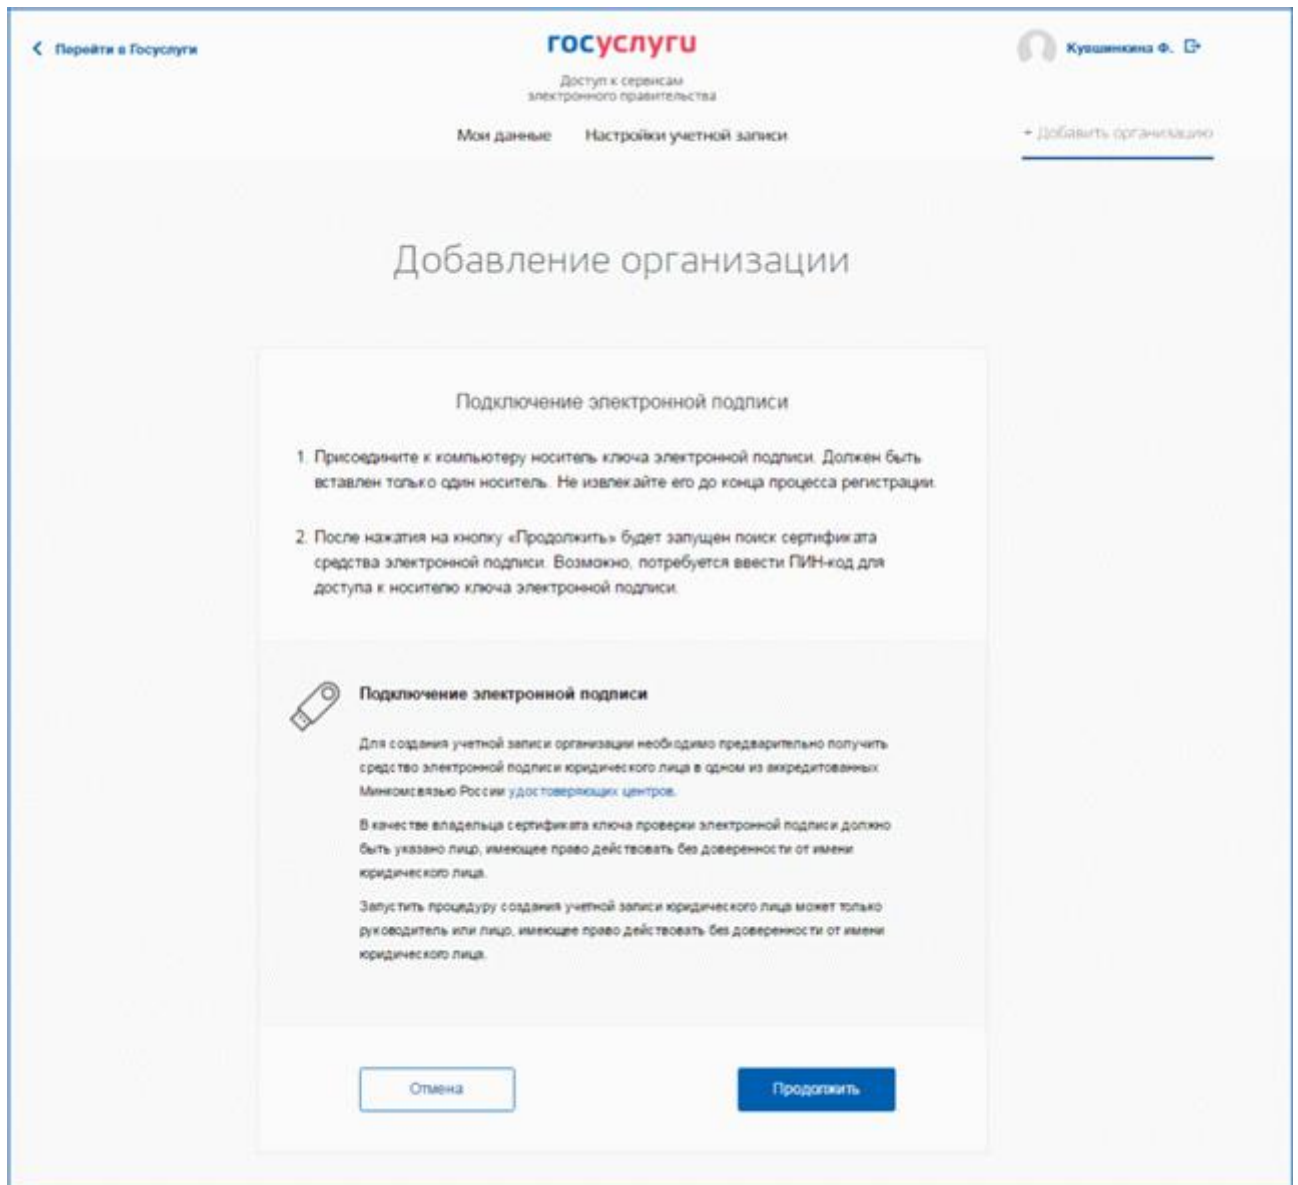 Перейти в Госуслуги
госуслуги
Кувшинкина Ф.
Доступ к сервисам
электронного правительства
Мои данные Настройки учетной записи
+ Добавить организацию
Добавление организации
Подключение электронной подписи
1. Присоедините к компьютеру носитель ключа электронной подписи. Должен быть
вставлен только один носитель. Не извлекайте его до конца процесса регистрации.
2. После нажатия на кнопку «Продолжить» будет запущен поиск сертификата
средства электронной подписи. Возможно, потребуется ввести ПИН-код для
доступа к носителю ключа электронной подписи.
Подключение электронной подписи
Для создания учетной записи организации необходимо предварительно получить
средство электронной подписи юридического лица в одном из аккредитованных
Минкомсвязью России удостоверяющих центров.
В качестве владельца сертификата ключа проверки электронной подписи должно
быть указано лицо, имеющее право действовать без доверенности от имени
юридического лица.
Запустить процедуру создания учетной записи юридического лица может только
руководитель или лицо, имеющее право действовать без доверенности от имени
юридического лица.
Отмена Продолжить